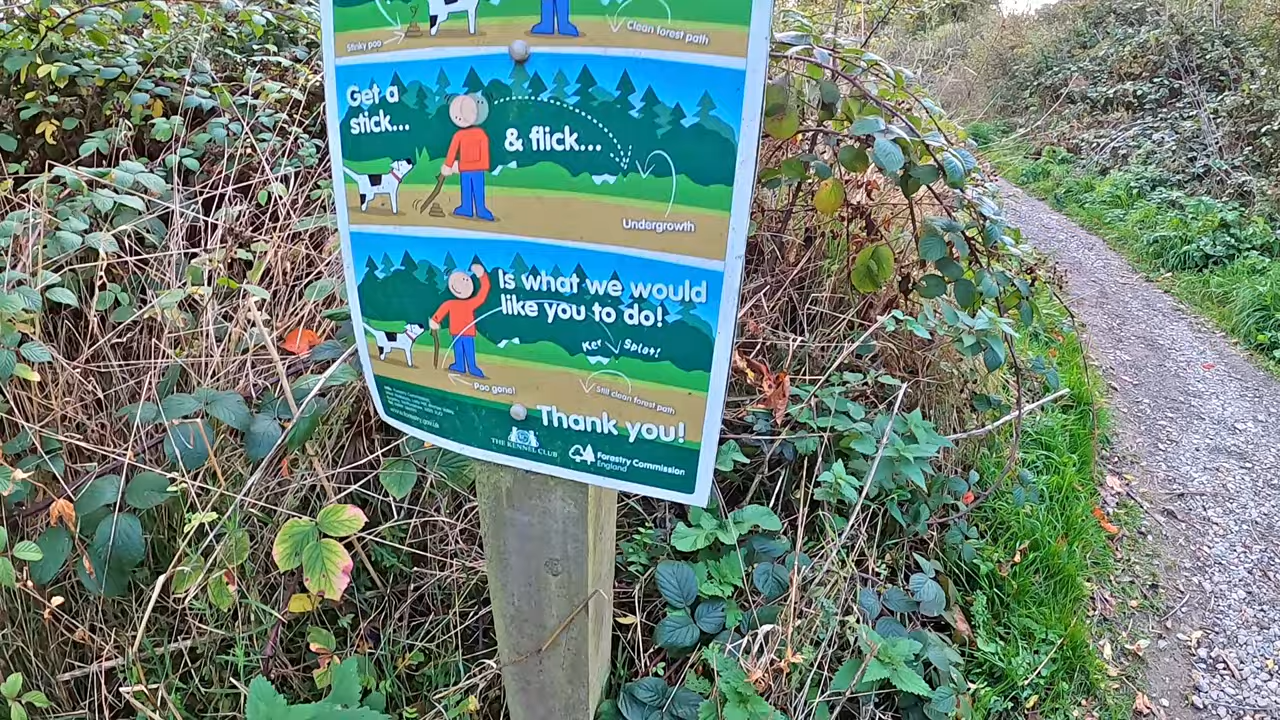 Stinky poo
Clean forest path
Get a
stick...
& flick...
Undergrowth
Is what we would
like you to do!
Ker Splat!
Poo gone!
Still clean forest path
Thank you!
THE KENNEL CLUB
Forestry Commission
England